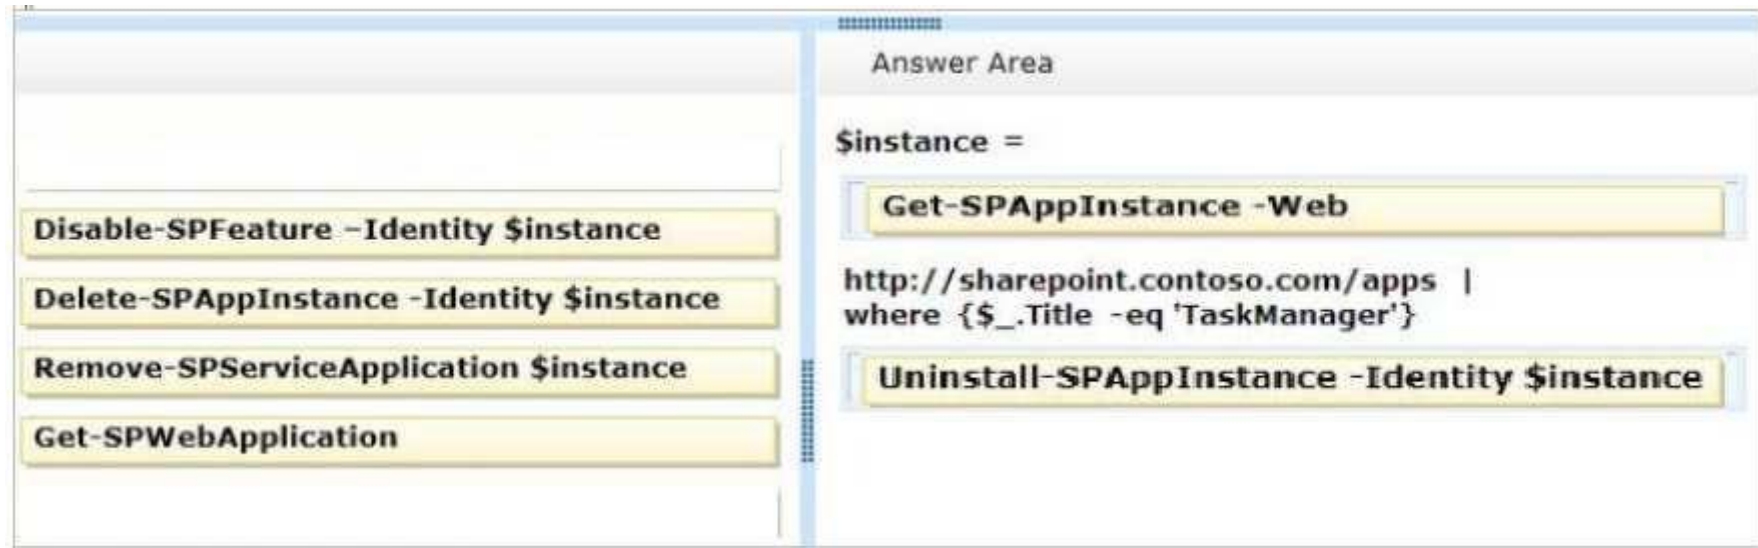 Answer Area
Disable-SPFeature –Identity $instance
Delete-SPAppInstance -Identity $instance
Remove-SPServiceApplication $instance
Get-SPWebApplication
$instance =
Get-SPAppInstance -Web
http://sharepoint.contoso.com/apps |
where {$_.Title -eq 'TaskManager'}
Uninstall-SPAppInstance -Identity $instance